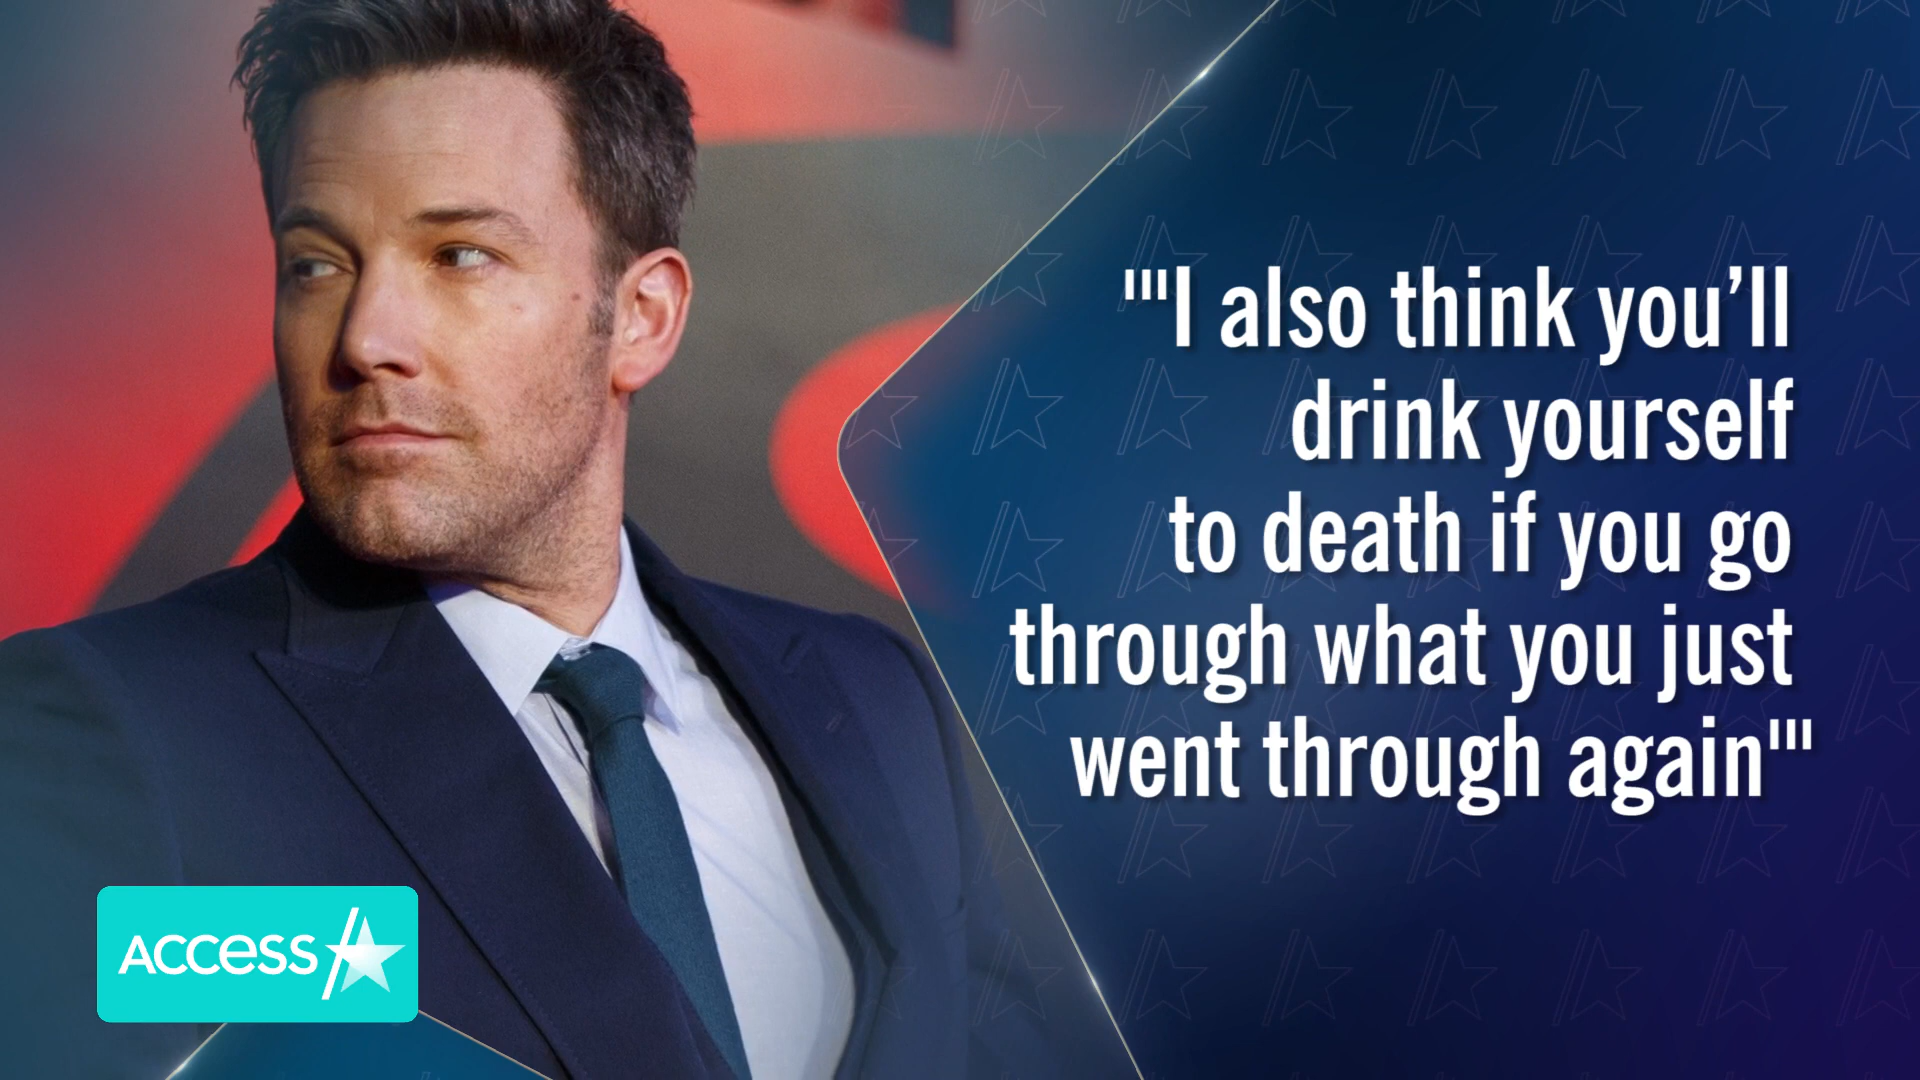 "'I also think you’ll
drink yourself
to death if you go
through what you just
went through again'"
ACCESS